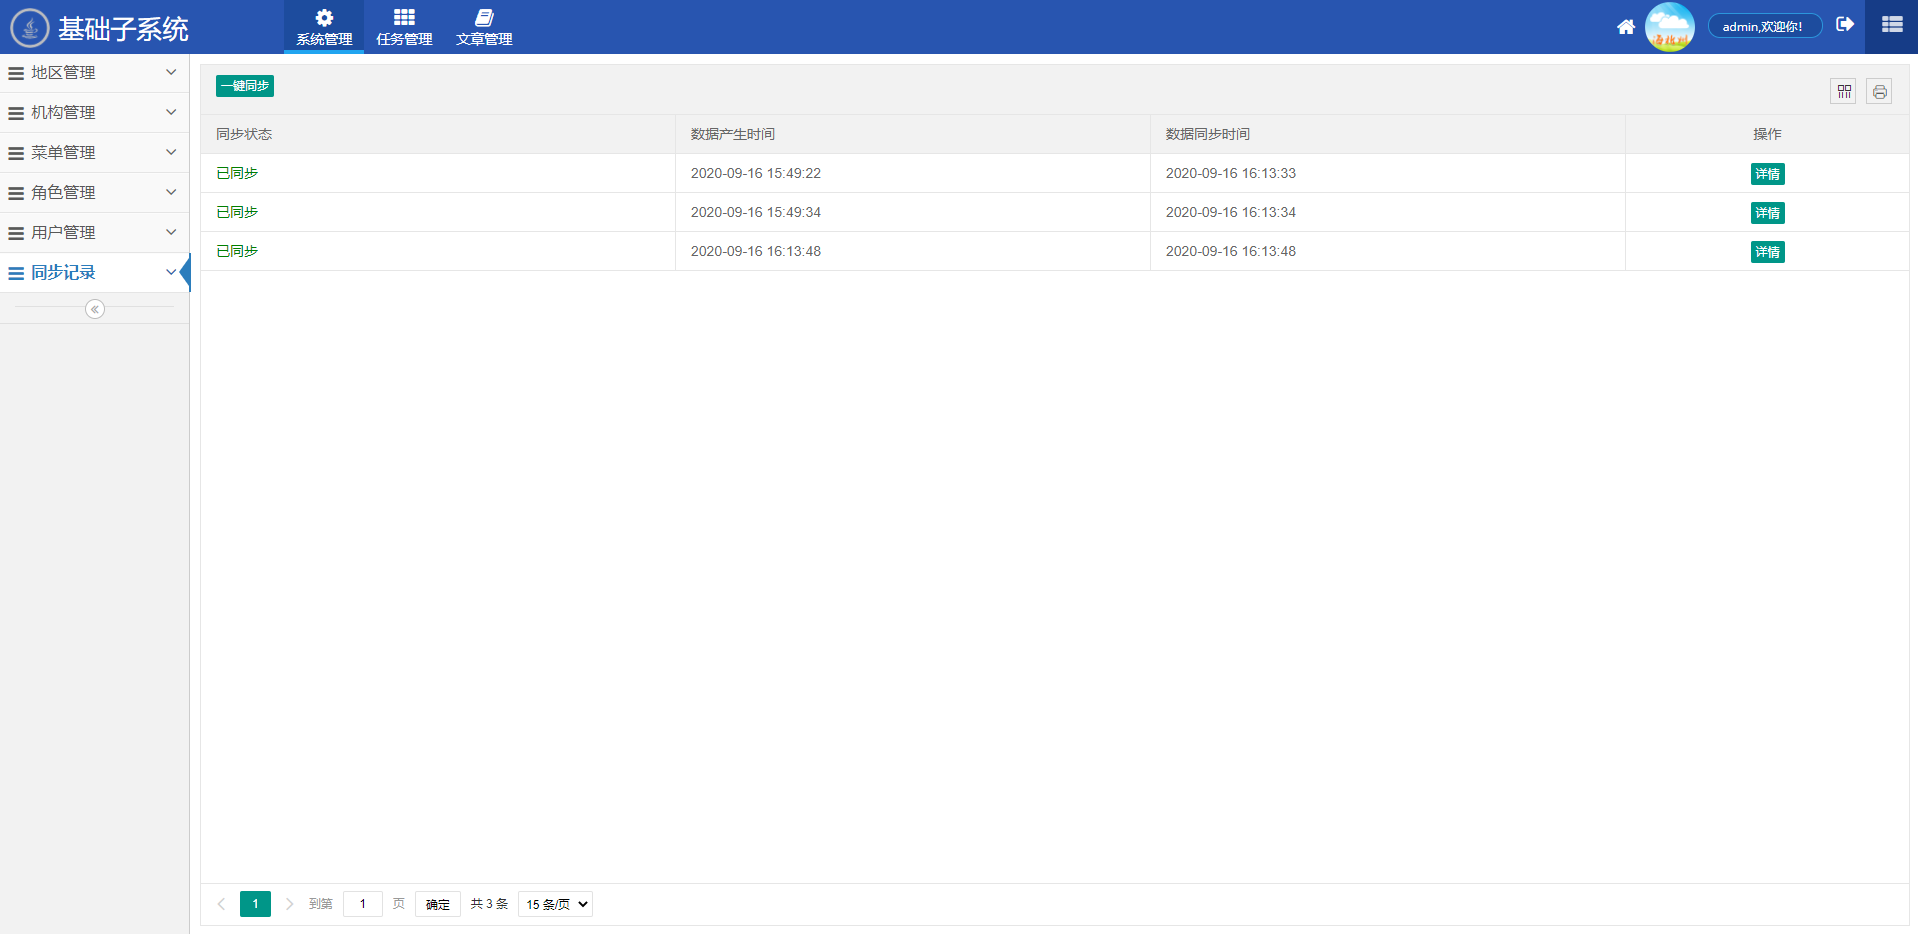 基础子系统
系统管理
任务管理
文章管理
admin,欢迎你!
地区管理
机构管理
菜单管理
角色管理
用户管理
同步记录
一键同步
同步状态 数据产生时间 数据同步时间 操作
已同步 2020-09-16 15:49:22 2020-09-16 16:13:33 详情
已同步 2020-09-16 15:49:34 2020-09-16 16:13:34 详情
已同步 2020-09-16 16:13:48 2020-09-16 16:13:48 详情
1 到第 1 页 确定 共 3 条 15 条/页